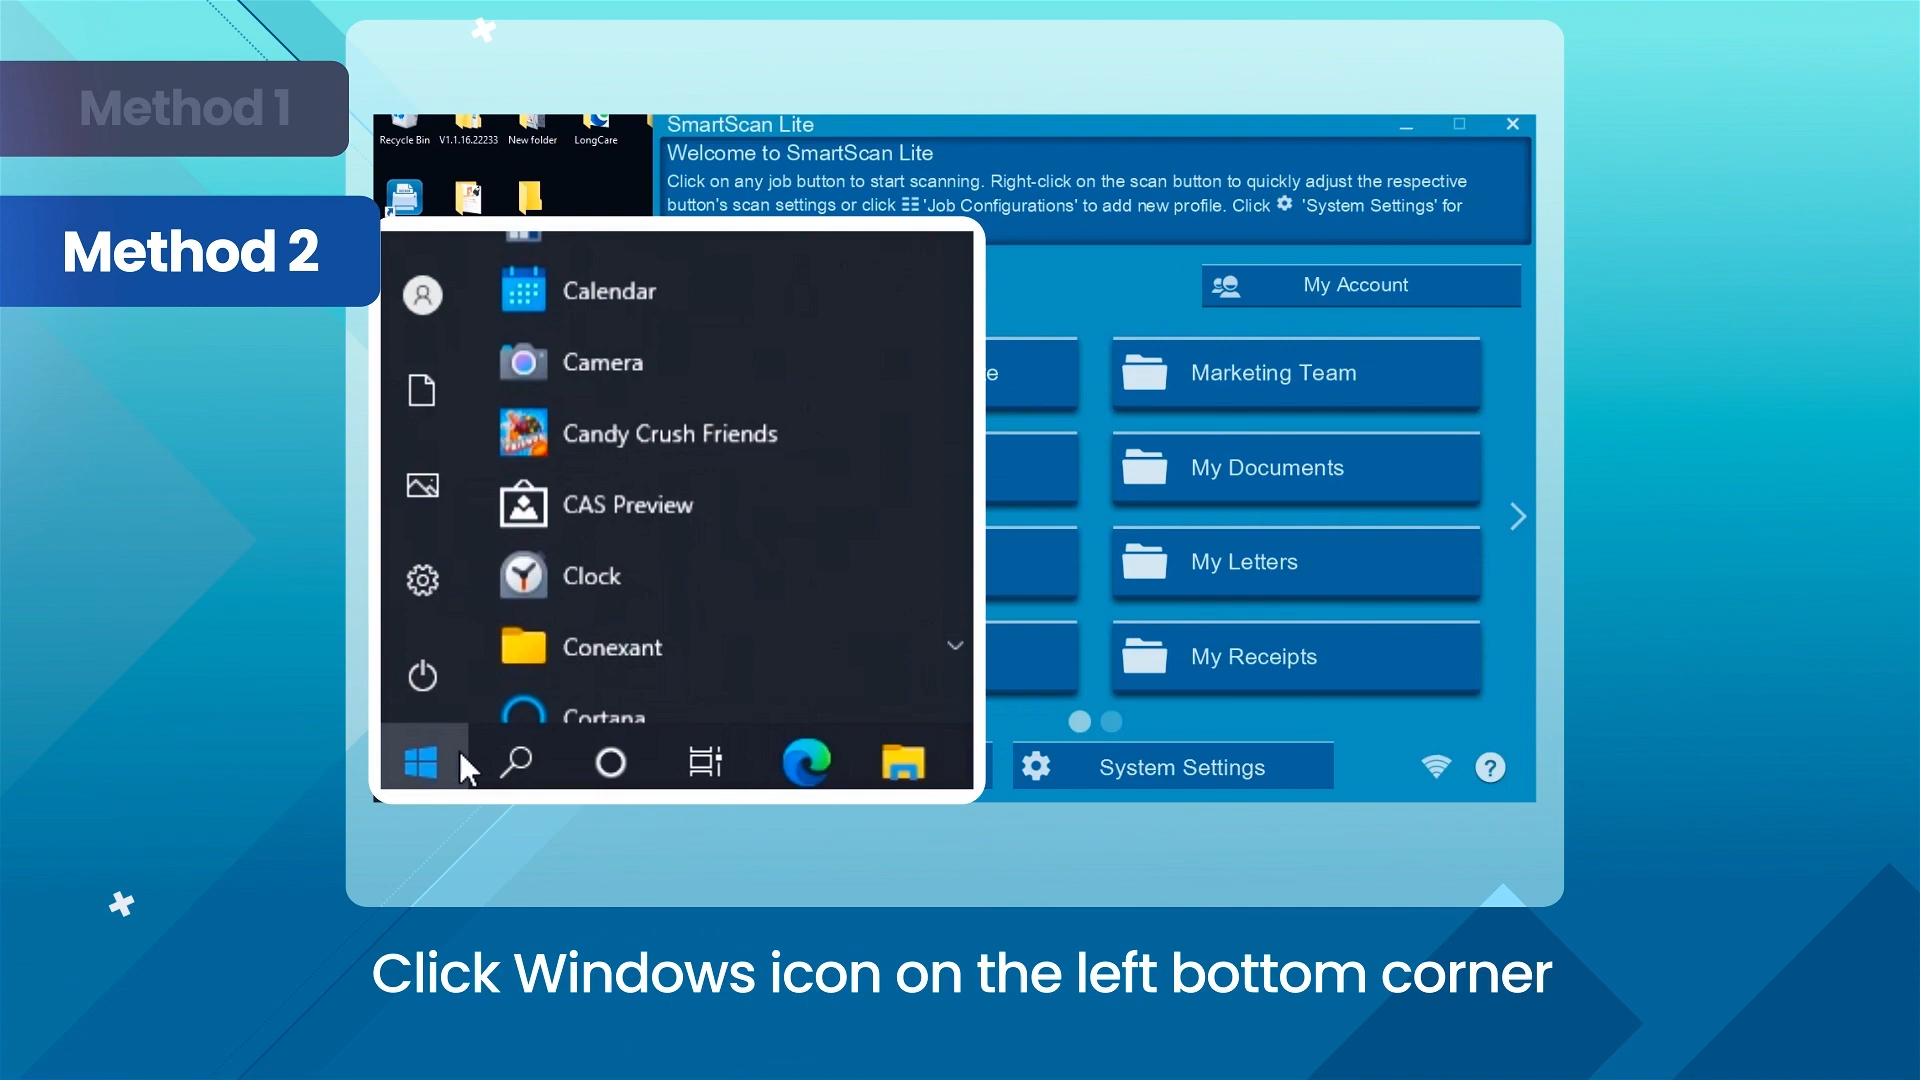 Method 1
Method 2
Recycle Bin
V1.1.16.22233
New folder
LongCare
SmartScan Lite
Welcome to SmartScan Lite
Click on any job button to start scanning. Right-click on the scan button to quickly adjust the respective
button's scan settings or click 'Job Configurations' to add new profile. Click 'System Settings' for
My Account
Calendar
Camera
Candy Crush Friends
CAS Preview
Clock
Conexant
Cortana
Marketing Team
My Documents
My Letters
My Receipts
System Settings
?
Click Windows icon on the left bottom corner